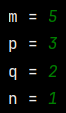 m = 5
p = 3
q = 2
n = 1